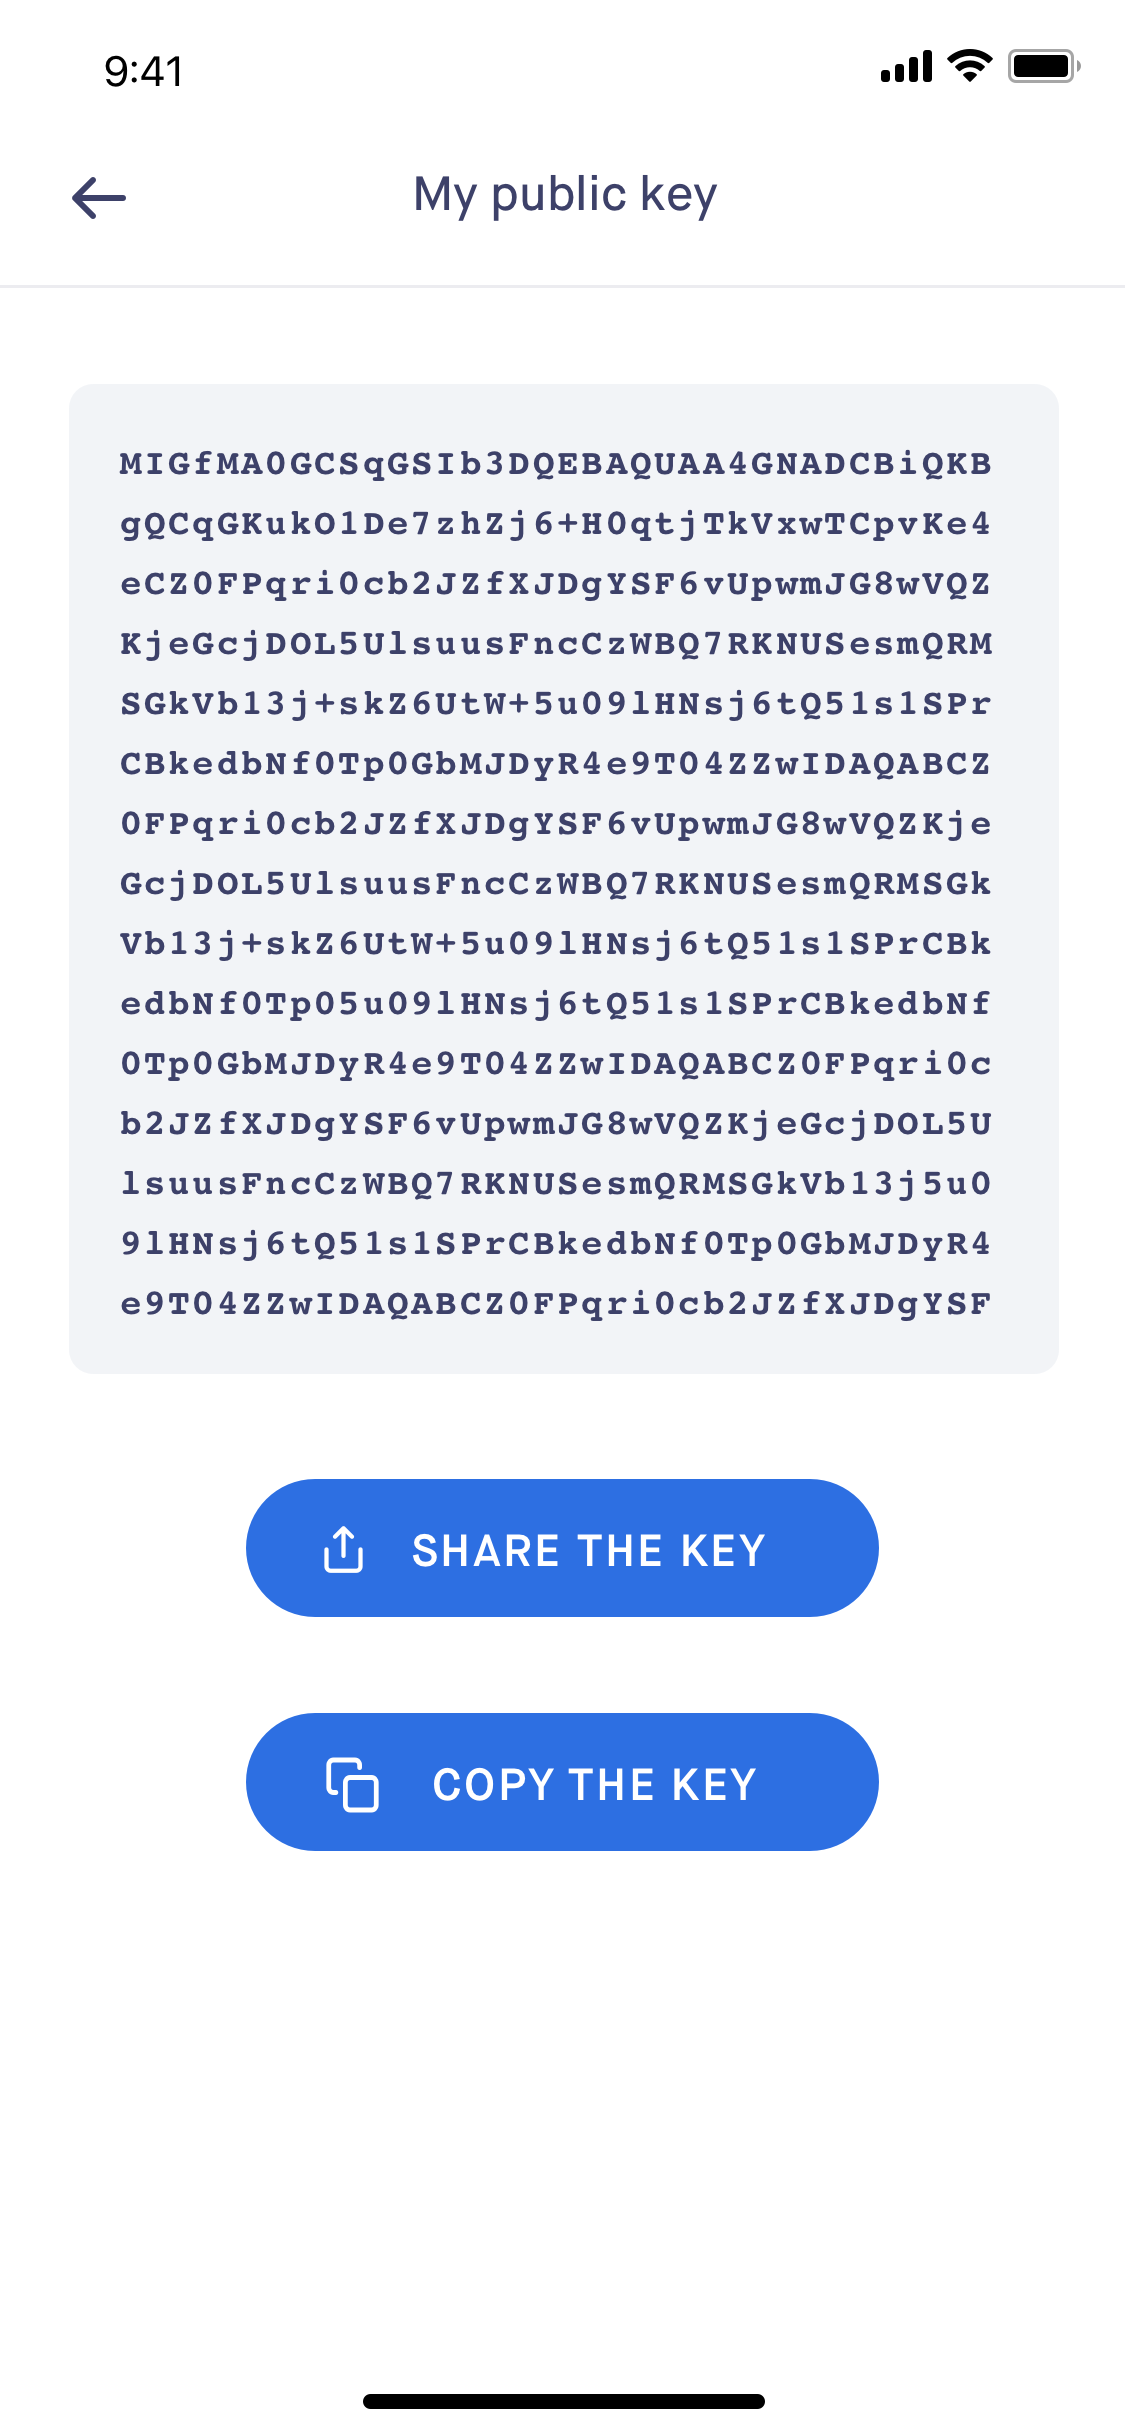 9:41
My public key
MIGfMA0GCSqGSIb3DQEBAQUAA4GNADCBiQKB
gQCqGKukO1De7zhZj6+H0qtjTkVxwTCpvKe4
eCZ0FPqri0cb2JZfXJDgYSF6vUpwmJG8wVQZ
KjeGcjDOL5UlsuusFncCzWBQ7RKNUSesmQRM
SGkVb13j+skZ6UtW+5u09lHNsj6tQ51s1SPr
CBkedbNf0Tp0GbMJDyR4e9T04ZZwIDAQABCZ
0FPqri0cb2JZfXJDgYSF6vUpwmJG8wVQZKje
GcjDOL5UlsuusFncCzWBQ7RKNUSesmQRMSGk
Vb13j+skZ6UtW+5u09lHNsj6tQ51s1SPrCBk
edbNf0Tp05u09lHNsj6tQ51s1SPrCBkedbNf
0Tp0GbMJDyR4e9T04ZZwIDAQABCZ0FPqri0c
b2JZfXJDgYSF6vUpwmJG8wVQZKjeGcjDOL5U
lsuusFncCzWBQ7RKNUSesmQRMSGkVb13j5u0
9lHNsj6tQ51s1SPrCBkedbNf0Tp0GbMJDyR4
e9T04ZZwIDAQABCZ0FPqri0cb2JZfXJDgYSF
SHARE THE KEY
COPY THE KEY